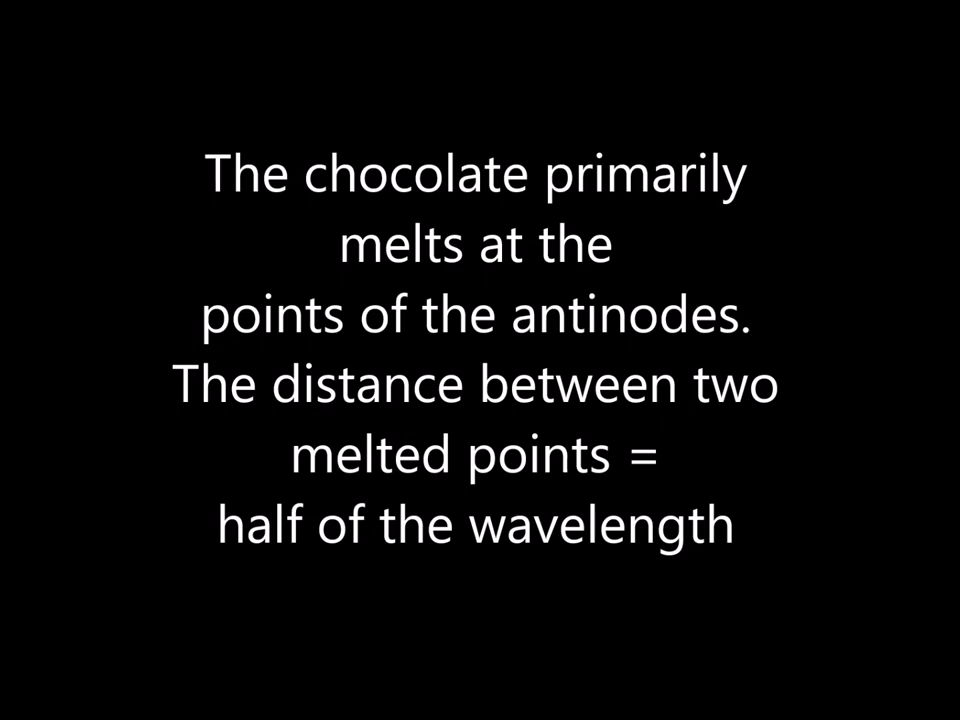 The chocolate primarily
melts at the
points of the antinodes.
The distance between two
melted points =
half of the wavelength